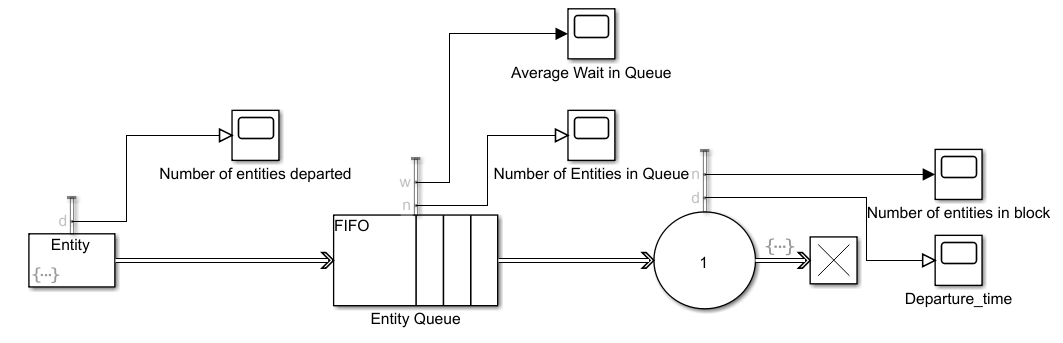 Average Wait in Queue
Number of entities departed
Number of Entities in Queue
w
n
n
d
d
Number of entities in block
FIFO
Entity
{...}
1
{...}
Entity Queue
Departure_time